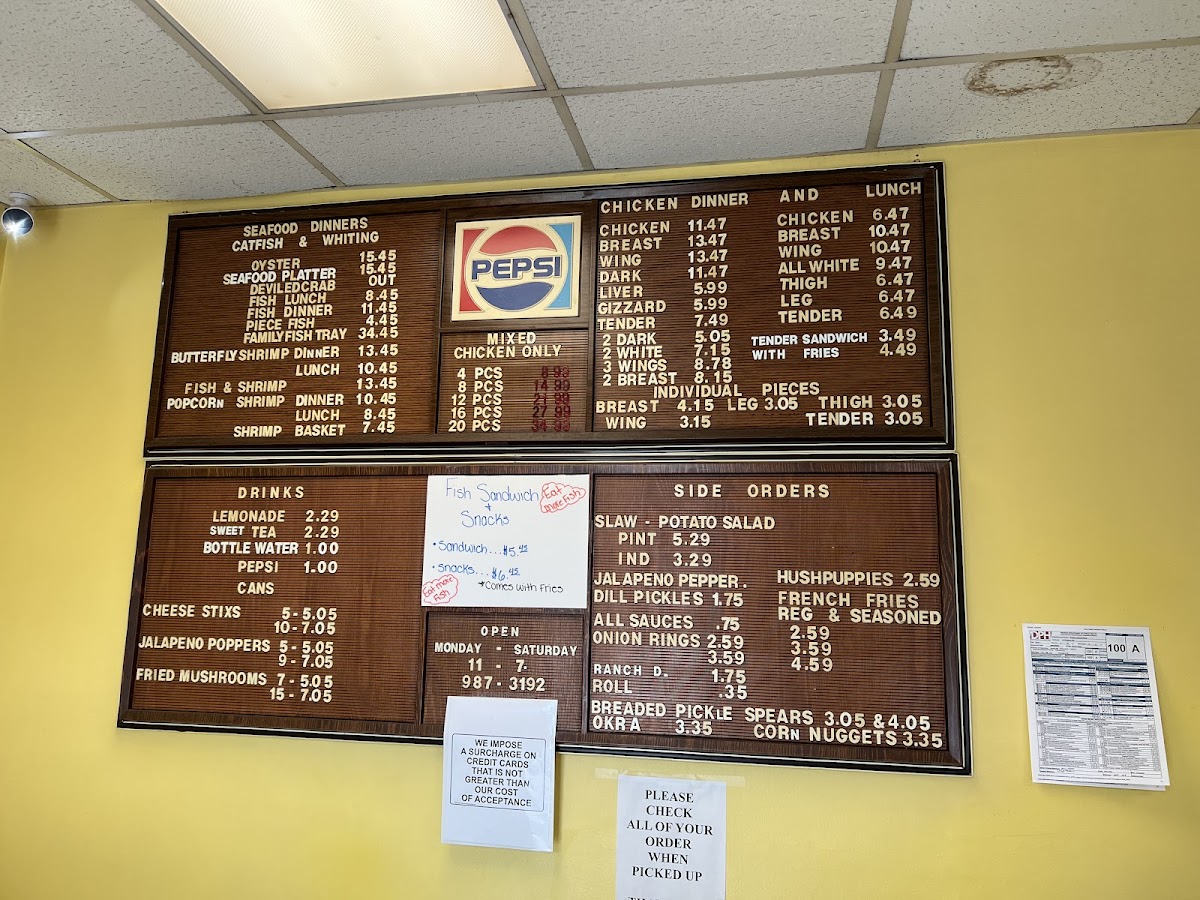 SEAFOOD DINNERS
CATFISH & WHITING
OYSTER 15.45
SEAFOOD PLATTER 15.45
DEVILEDCRAB OUT
FISH LUNCH 8.45
FISH DINNER 11.45
PIECE FISH 4.45
FAMILY FISH TRAY 34.45
BUTTERFLY SHRIMP DINNER 13.45
LUNCH 10.45
FISH & SHRIMP 13.45
POPCORN SHRIMP DINNER 10.45
LUNCH 8.45
SHRIMP BASKET 7.45
PEPSI
MIXED
CHICKEN ONLY
4 PCS 8.99
8 PCS 14.99
12 PCS 21.99
16 PCS 27.99
20 PCS 34.99
CHICKEN DINNER AND LUNCH
CHICKEN 11.47
BREAST 13.47
WING 13.47
DARK 11.47
LIVER 5.99
GIZZARD 5.99
TENDER 7.49
2 DARK 5.05
2 WHITE 7.15
3 WINGS 8.78
2 BREAST 8.15
CHICKEN 6.47
BREAST 10.47
WING 10.47
ALL WHITE 9.47
THIGH 6.47
LEG 6.47
TENDER 6.49
TENDER SANDWICH 3.49
WITH FRIES 4.49
INDIVIDUAL PIECES
BREAST 4.15 LEG 3.05 THIGH 3.05
WING 3.15 TENDER 3.05
DRINKS
LEMONADE 2.29
SWEET TEA 2.29
BOTTLE WATER 1.00
PEPSI 1.00
CANS
CHEESE STIXS 5-5.05
10-7.05
JALAPENO POPPERS 5-5.05
9-7.05
FRIED MUSHROOMS 7-5.05
15-7.05
Fish Sandwich
+
Snacks
Eat
more Fish
• Sandwich...$5.45
• snacks...$6.45
*Comes with Fries
Eat more
Fish
OPEN
MONDAY - SATURDAY
11 - 7-
987-3192
SIDE ORDERS
SLAW - POTATO SALAD
PINT 5.29
IND 3.29
JALAPENO PEPPER .
DILL PICKLES 1.75
ALL SAUCES .75
ONION RINGS 2.59
3.59
RANCH D. 1.75
ROLL .35
HUSHPUPPIES 2.59
FRENCH FRIES
REG & SEASONED
2.59
3.59
4.59
BREADED PICKLE SPEARS 3.05 & 4.05
OKRA 3.35 CORN NUGGETS 3.35
WE IMPOSE
A SURCHARGE ON
CREDIT CARDS
THAT IS NOT
GREATER THAN
OUR COST
OF ACCEPTANCE
PLEASE
CHECK
ALL OF YOUR
ORDER
WHEN
PICKED UP
DPH
100 A